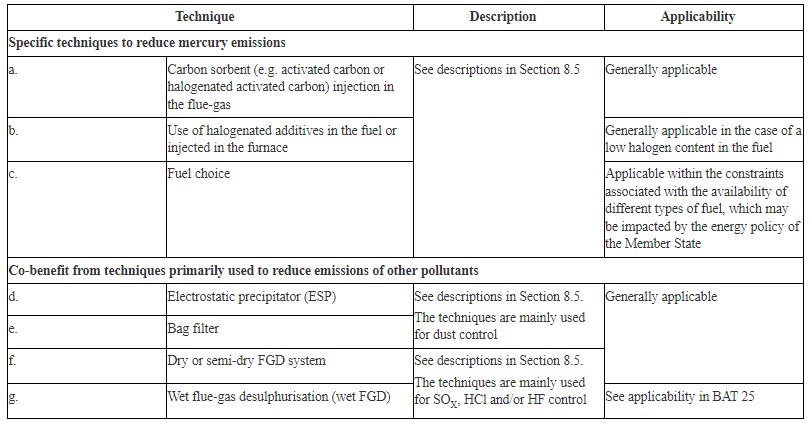 Technique Description Applicability
Specific techniques to reduce mercury emissions
a. Carbon sorbent (e.g. activated carbon or
halogenated activated carbon) injection in
the flue-gas
See descriptions in Section 8.5
Generally applicable
b. Use of halogenated additives in the fuel or
injected in the furnace
Generally applicable in the case of a
low halogen content in the fuel
c. Fuel choice
Applicable within the constraints
associated with the availability of
different types of fuel, which may
be impacted by the energy policy of
the Member State
Co-benefit from techniques primarily used to reduce emissions of other pollutants
d. Electrostatic precipitator (ESP)
See descriptions in Section 8.5.
The techniques are mainly used
for dust control
Generally applicable
e. Bag filter
f. Dry or semi-dry FGD system
See descriptions in Section 8.5.
The techniques are mainly used
for SOX, HCl and/or HF control
g. Wet flue-gas desulphurisation (wet FGD)
See applicability in BAT 25